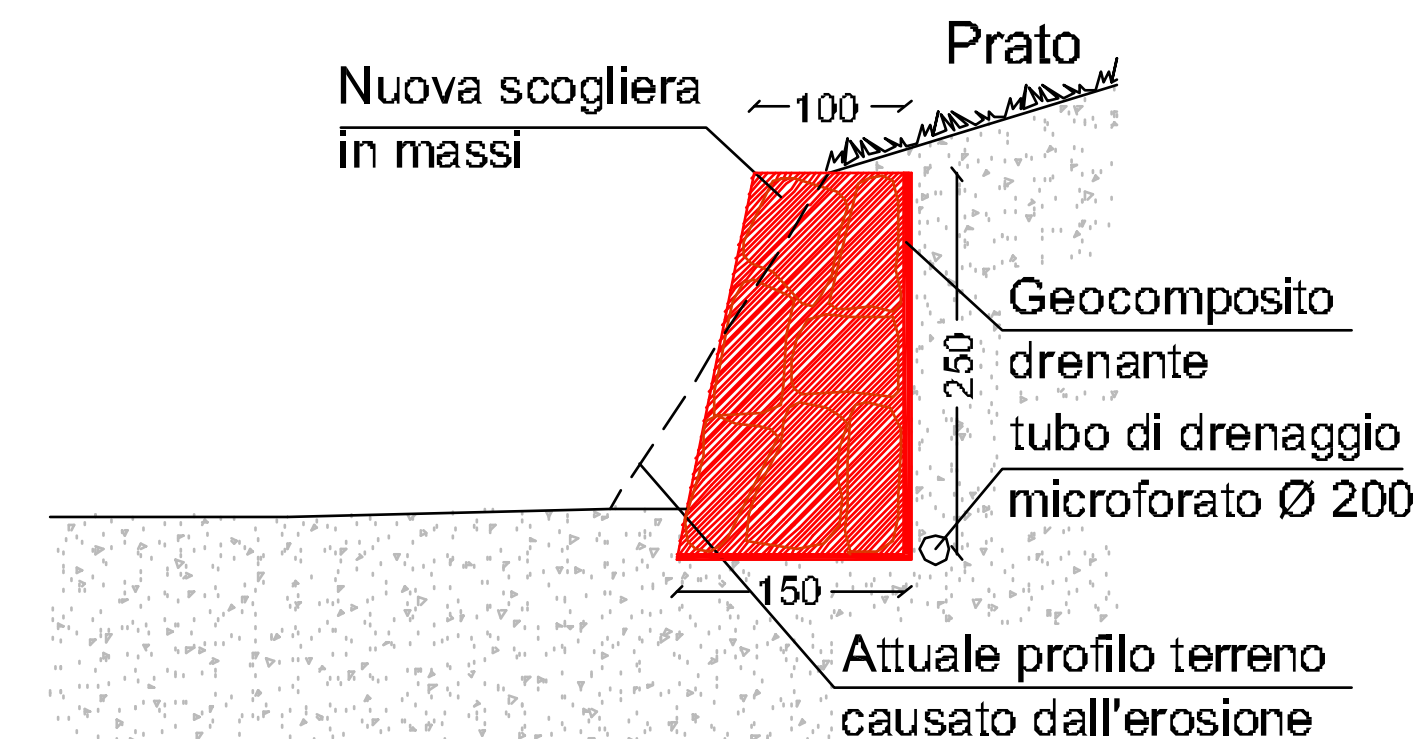 Prato
Nuova scogliera
in massi
100
Geocomposito
drenante
250
tubo di drenaggio
microforato Ø 200
150
Attuale profilo terreno
causato dall'erosione